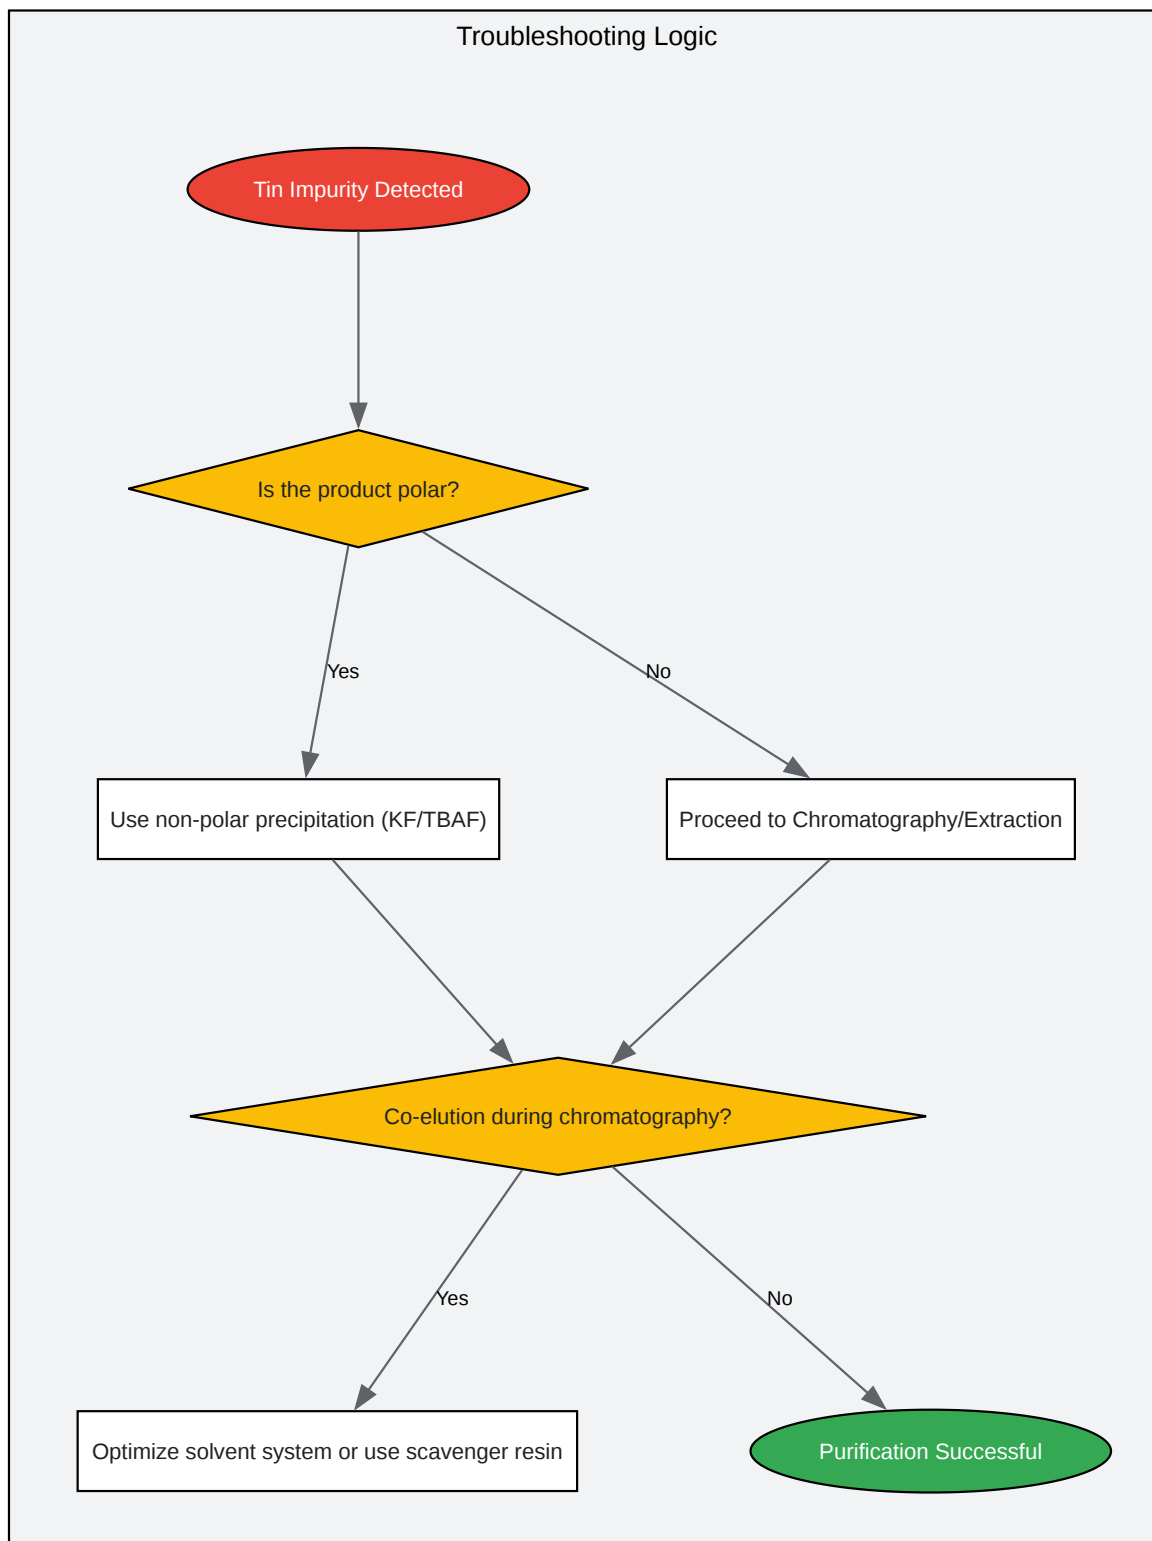 Troubleshooting Logic
Tin Impurity Detected
Is the product polar?
Yes
No
Use non-polar precipitation (KF/TBAF)
Proceed to Chromatography/Extraction
Co-elution during chromatography?
Yes
No
Optimize solvent system or use scavenger resin
Purification Successful